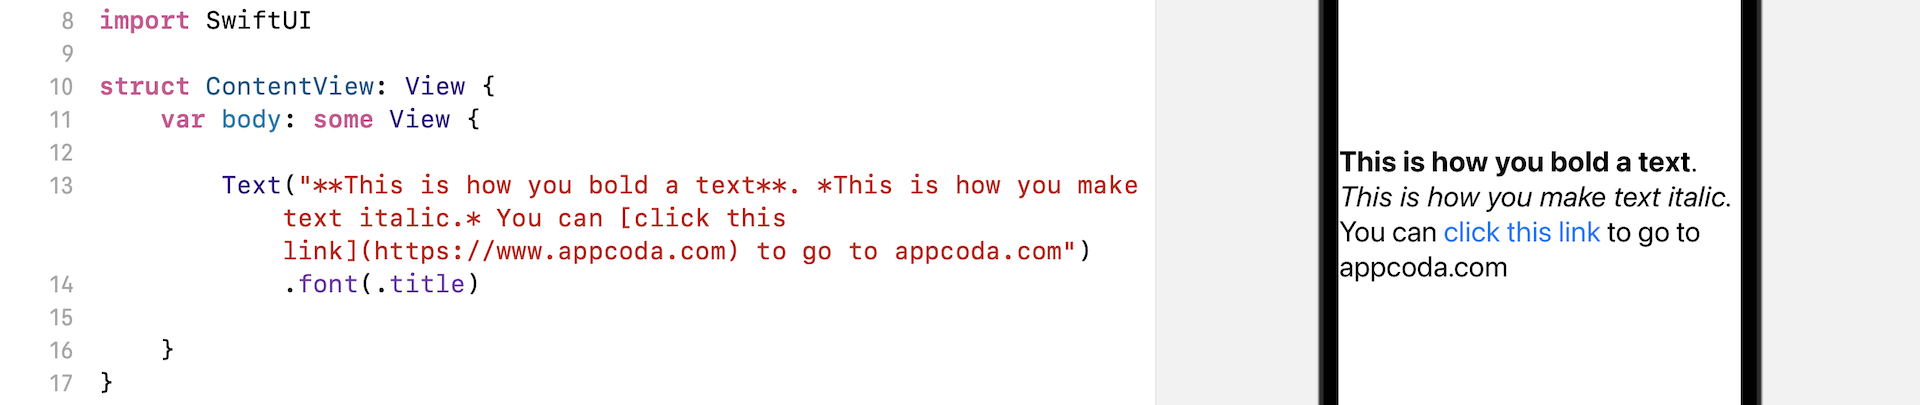 8 import SwiftUI
9
10 struct ContentView: View {
11     var body: some View {
12
13         Text("**This is how you bold a text**. *This is how you make
            text italic.* You can [click this
            link](https://www.appcoda.com) to go to appcoda.com")
14             .font(.title)
15
16     }
17 }
This is how you bold a text.
This is how you make text italic.
You can click this link to go to
appcoda.com